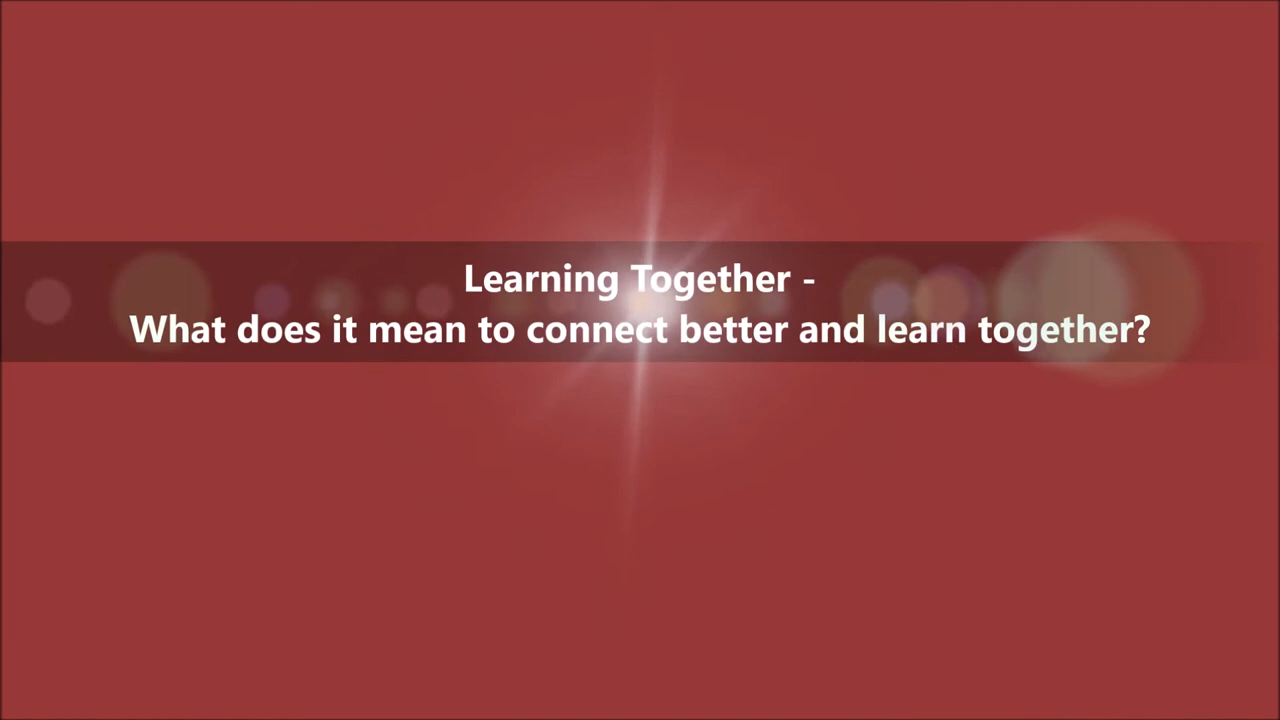 Learning Together -
What does it mean to connect better and learn together?